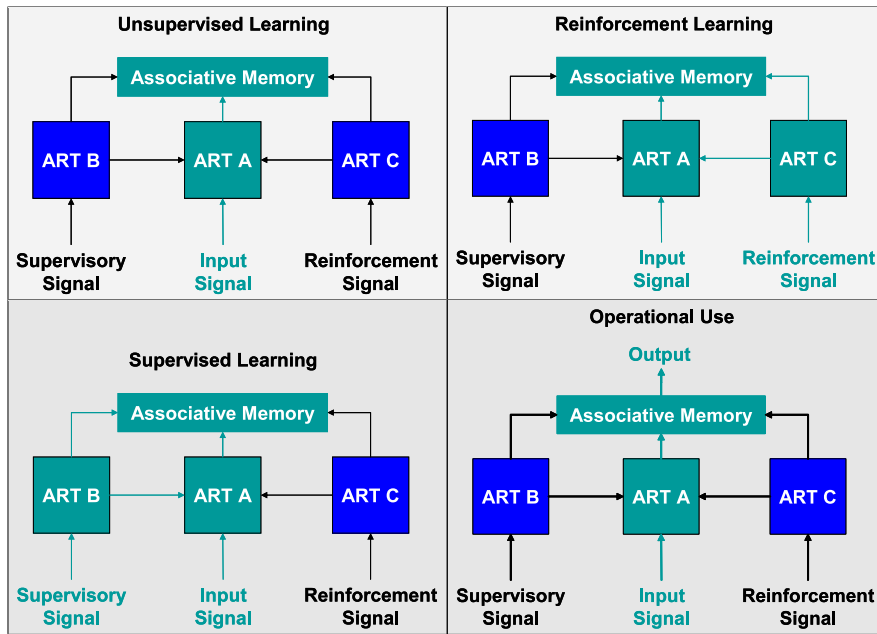 Unsupervised Learning
Associative Memory
ART B
ART A
ART C
Supervisory
Signal
Input
Signal
Reinforcement
Signal
Reinforcement Learning
Associative Memory
ART B
ART A
ART C
Supervisory
Signal
Input
Signal
Reinforcement
Signal
Supervised Learning
Associative Memory
ART B
ART A
ART C
Supervisory
Signal
Input
Signal
Reinforcement
Signal
Operational Use
Output
Associative Memory
ART B
ART A
ART C
Supervisory
Signal
Input
Signal
Reinforcement
Signal